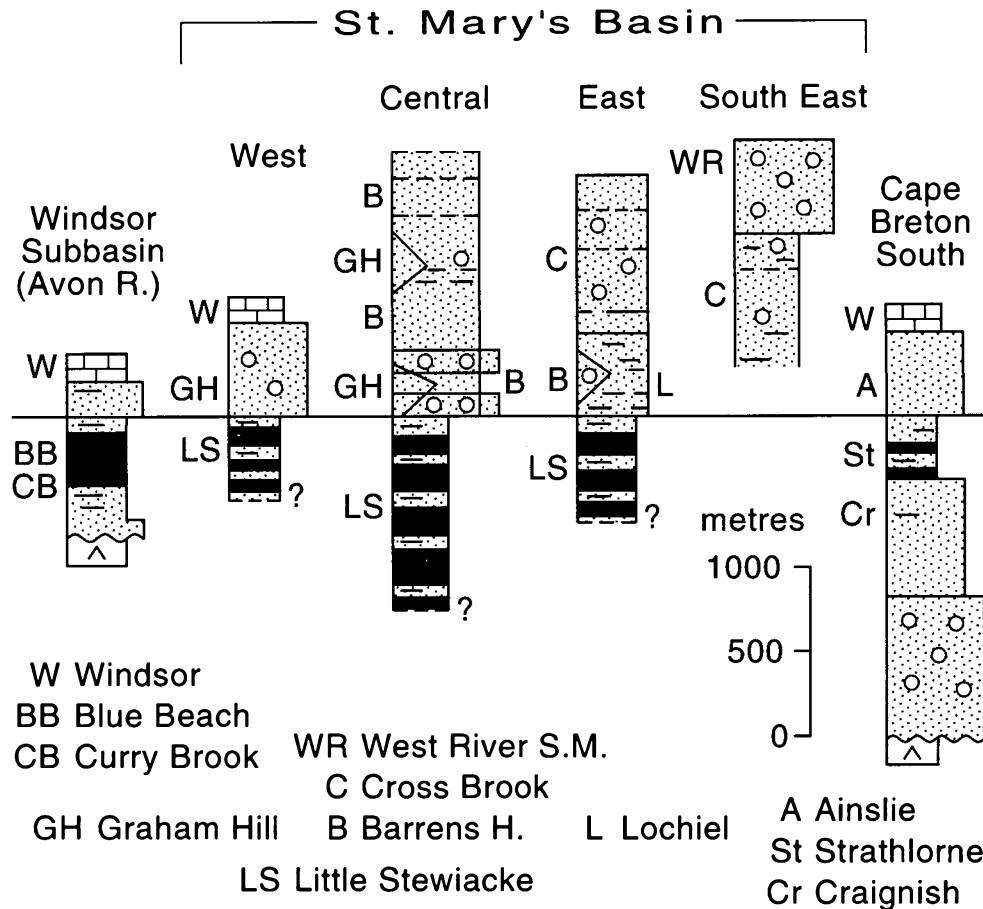 St. Mary's Basin
Central
East
South East
West
Windsor
Subbasin
(Avon R.)
Cape
Breton
South
W
BB
CB
W
GH
LS
?
B
GH
B
GH
B
LS
?
C
B
L
LS
?
WR
C
W
A
St
Cr
metres
1000
500
0
W Windsor
BB Blue Beach
CB Curry Brook
GH Graham Hill
WR West River S.M.
C Cross Brook
B Barrens H.
L Lochiel
LS Little Stewiacke
A Ainslie
St Strathlorne
Cr Craignish